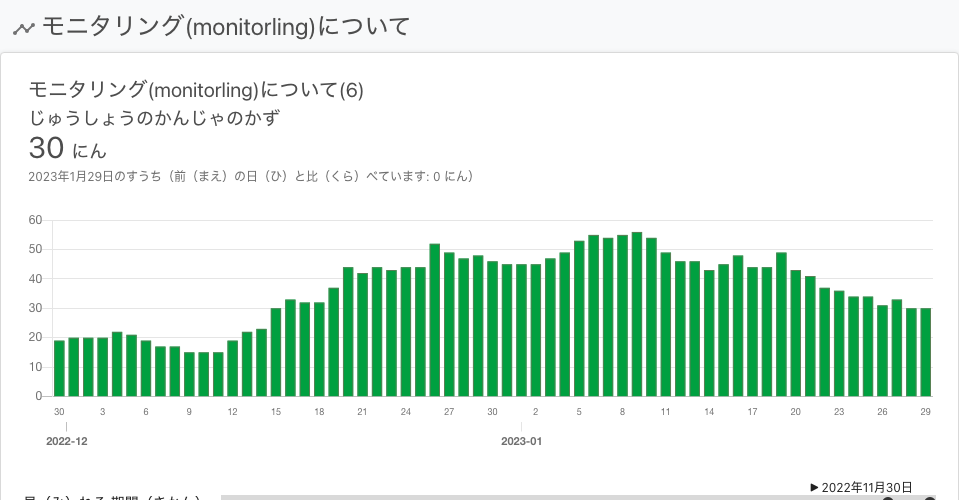 モニタリング(monitorling)について
モニタリング(monitorling)について(6)
じゅうしょうのかんじゃのかず
30 にん
2023年1月29日のすうち（前（まえ）の日（ひ）と比（くら）べています: 0 にん）
60
50
40
30
20
10
0
30 3 6 9 12 15 18 21 24 27 30 2 5 8 11 14 17 20 23 26 29
2022-12 2023-01
2022年11月30日
見（み）れる 期間（きかん）